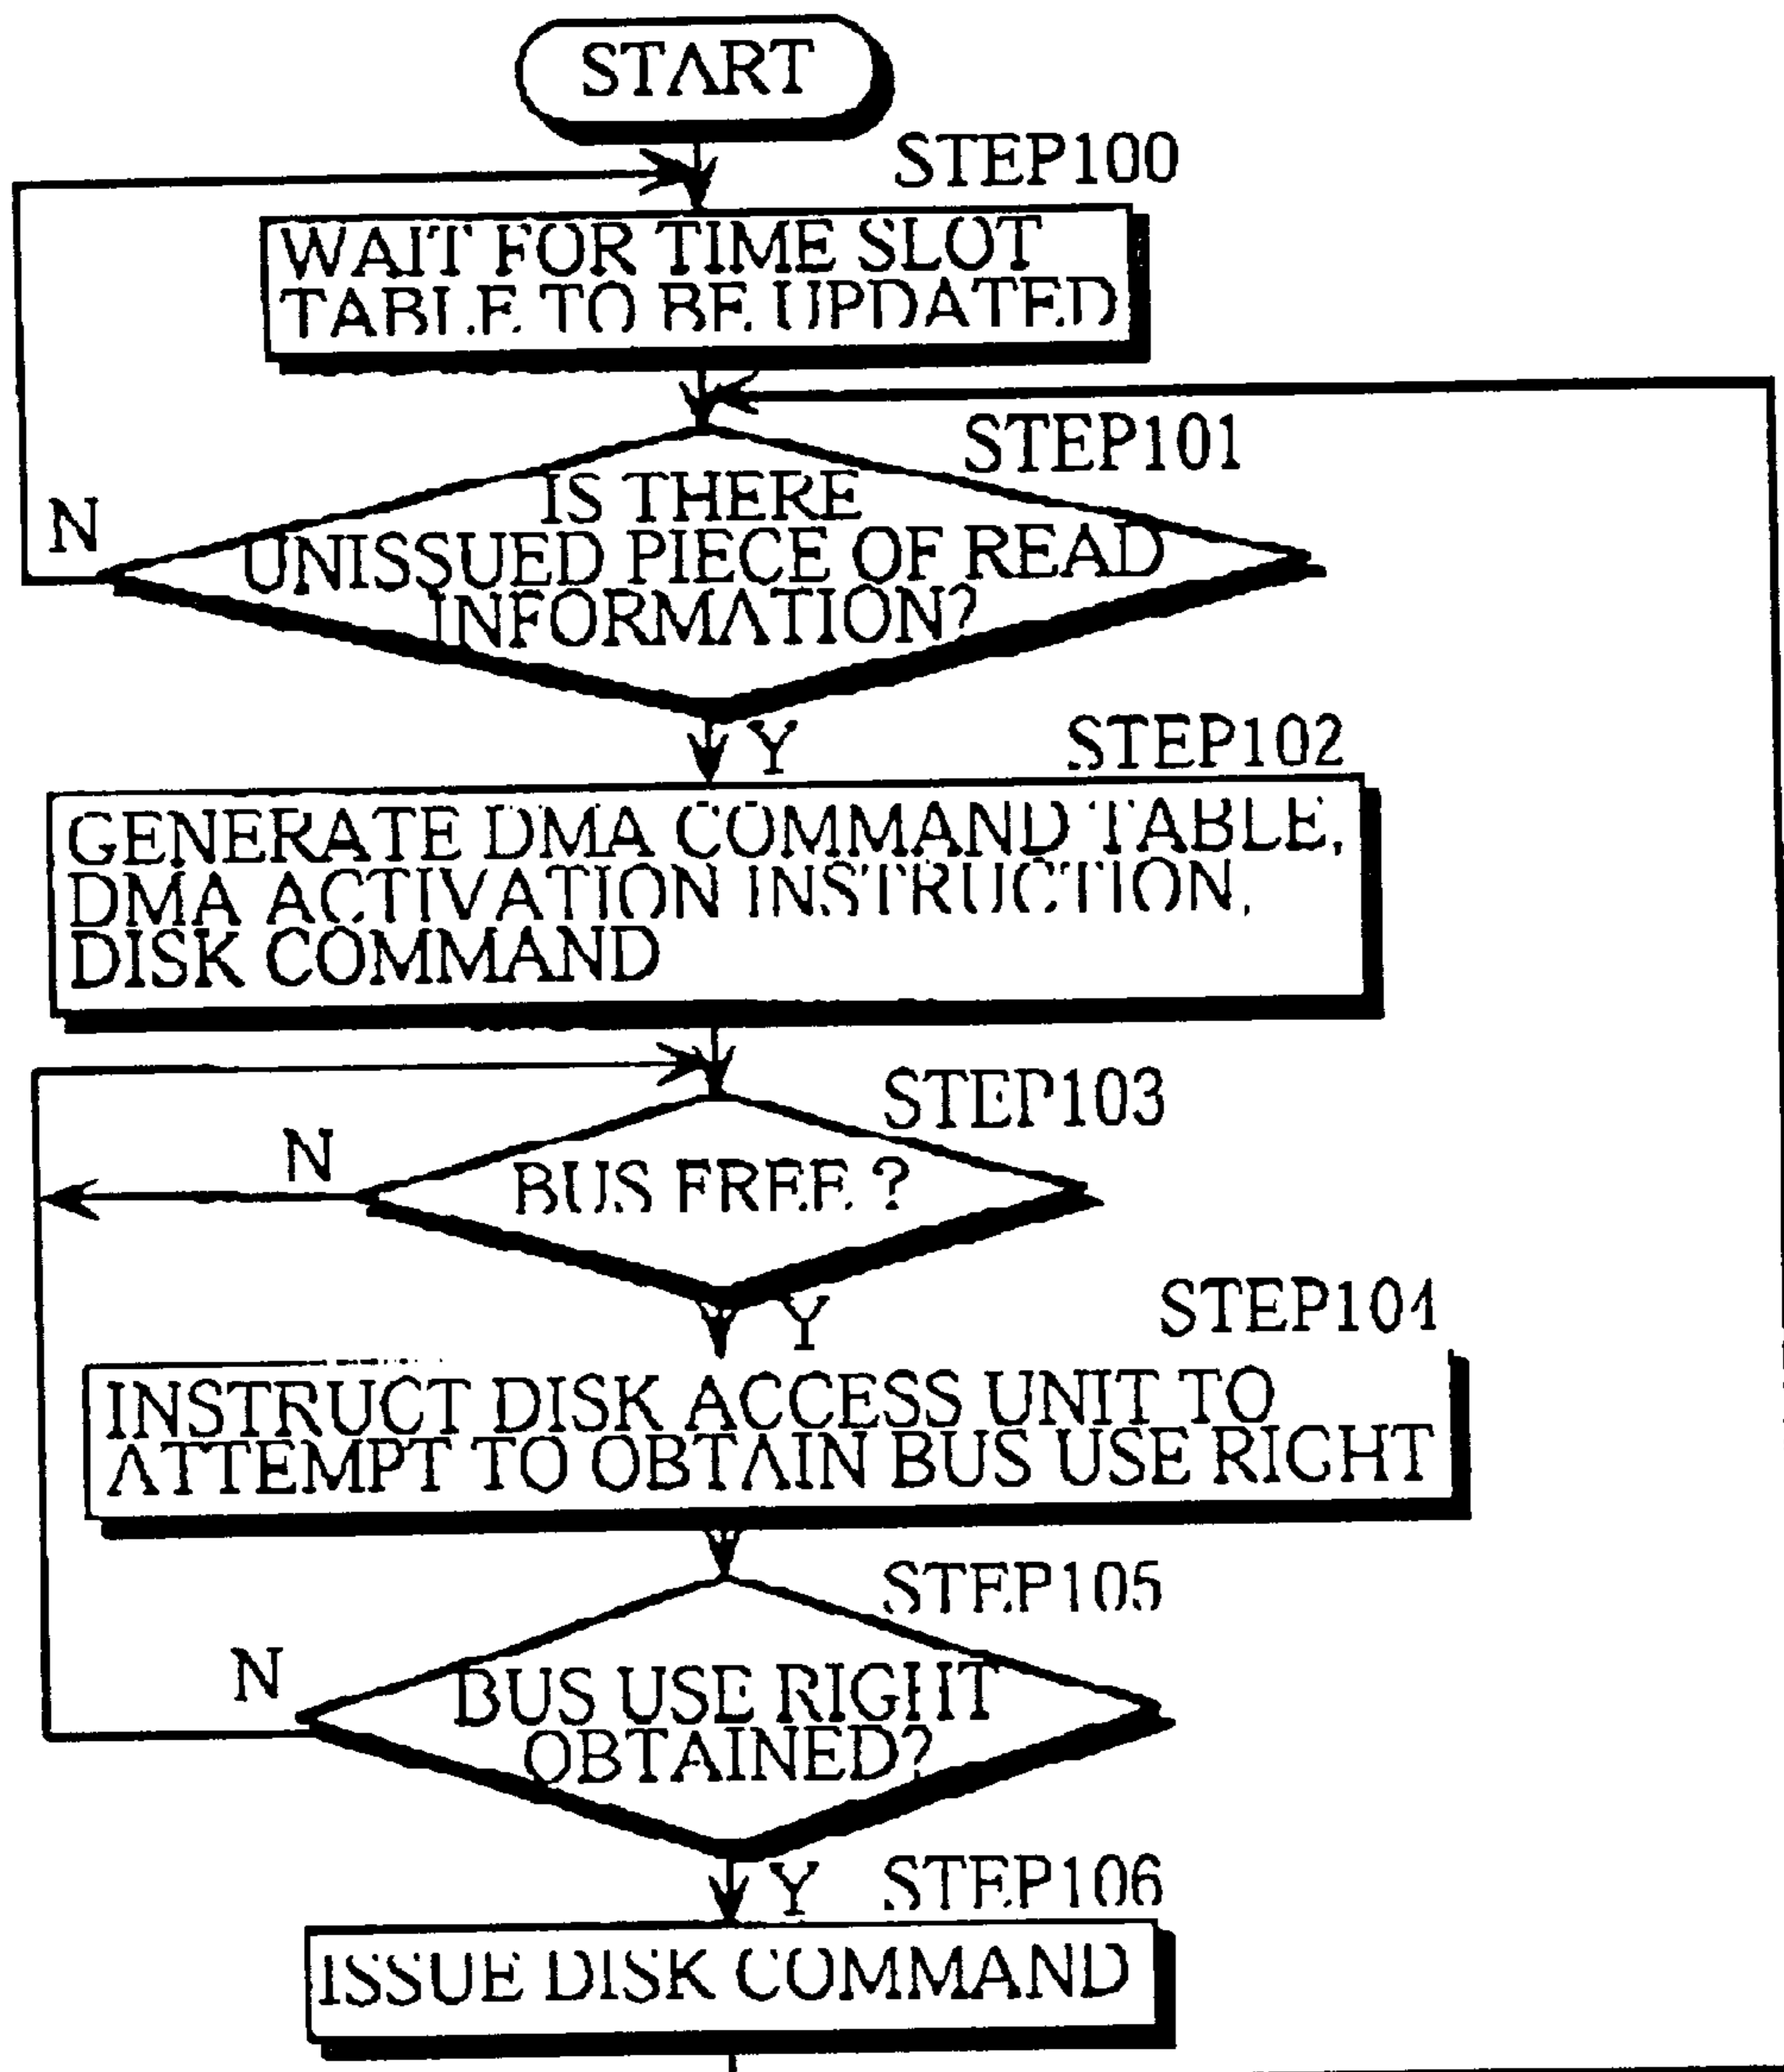 START
STEP100
WAIT FOR TIME SLOT
TABLE TO BE UPDATED
STEP101
N
IS THERE
UNISSUED PIECE OF READ
INFORMATION?
Y
STEP102
GENERATE DMA COMMAND TABLE,
DMA ACTIVATION INSTRUCTION,
DISK COMMAND
STEP103
N
BUS FREE ?
Y
STEP104
INSTRUCT DISK ACCESS UNIT TO
ATTEMPT TO OBTAIN BUS USE RIGHT
STEP105
N
BUS USE RIGHT
OBTAINED?
Y
STEP106
ISSUE DISK COMMAND